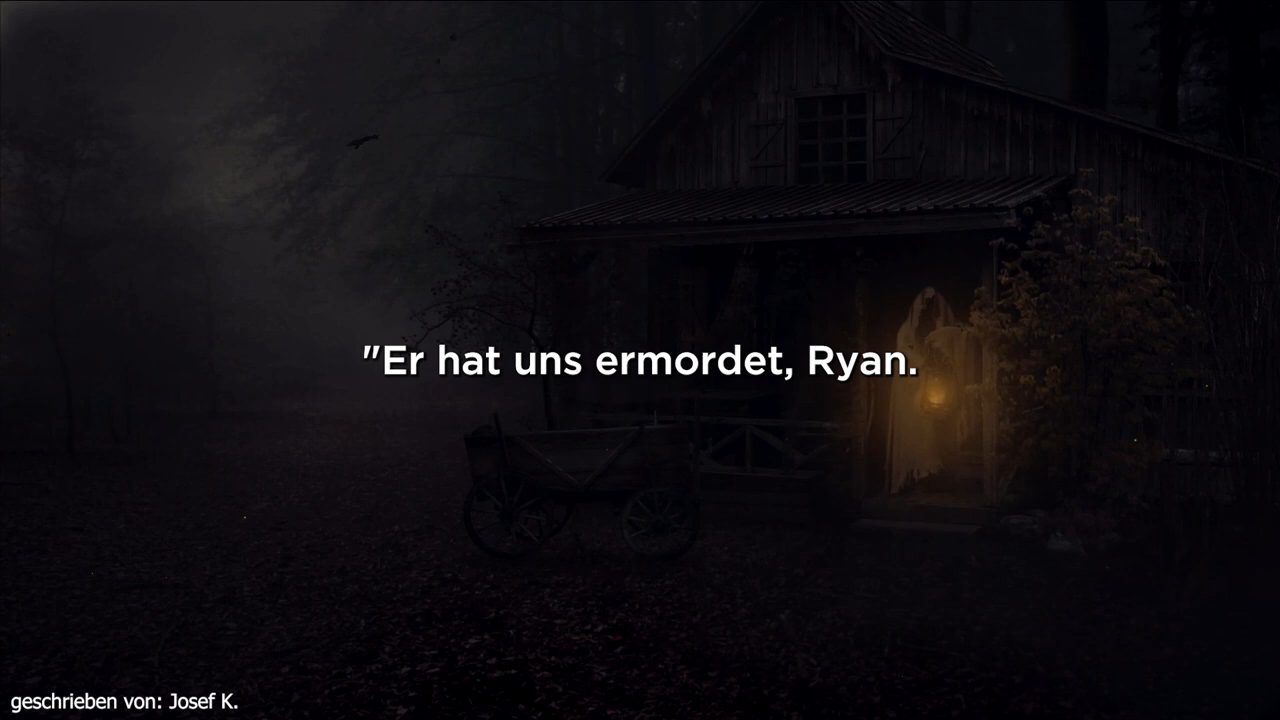 "Er hat uns ermordet, Ryan.
geschrieben von: Josef K.